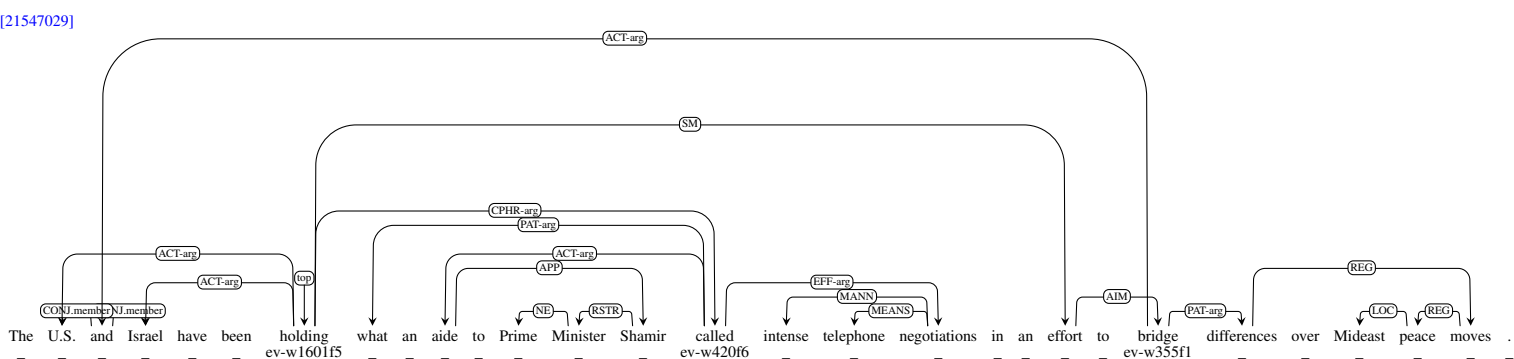 [21547029]
ACT-arg
SM
CPHR-arg
PAT-arg
ACT-arg ACT-arg
APP
top
ACT-arg EFF-arg REG
MANN AIM
CONJ.member NJ.member NE RSTR MEANS PAT-arg LOC REG
The U.S. and Israel have been holding what an aide to Prime Minister Shamir called intense telephone negotiations in an effort to bridge differences over Mideast peace moves .
_ _ _ _ _ _ ev-w1601f5 _ _ _ _ _ _ _ ev-w420f6 _ _ _ _ _ _ _ ev-w355f1 _ _ _ _ _ _